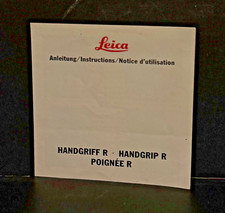 Leica
Anleitung/Instructions/Notice d'utilisation
HANDGRIFF R · HANDGRIP R
POIGNÉE R